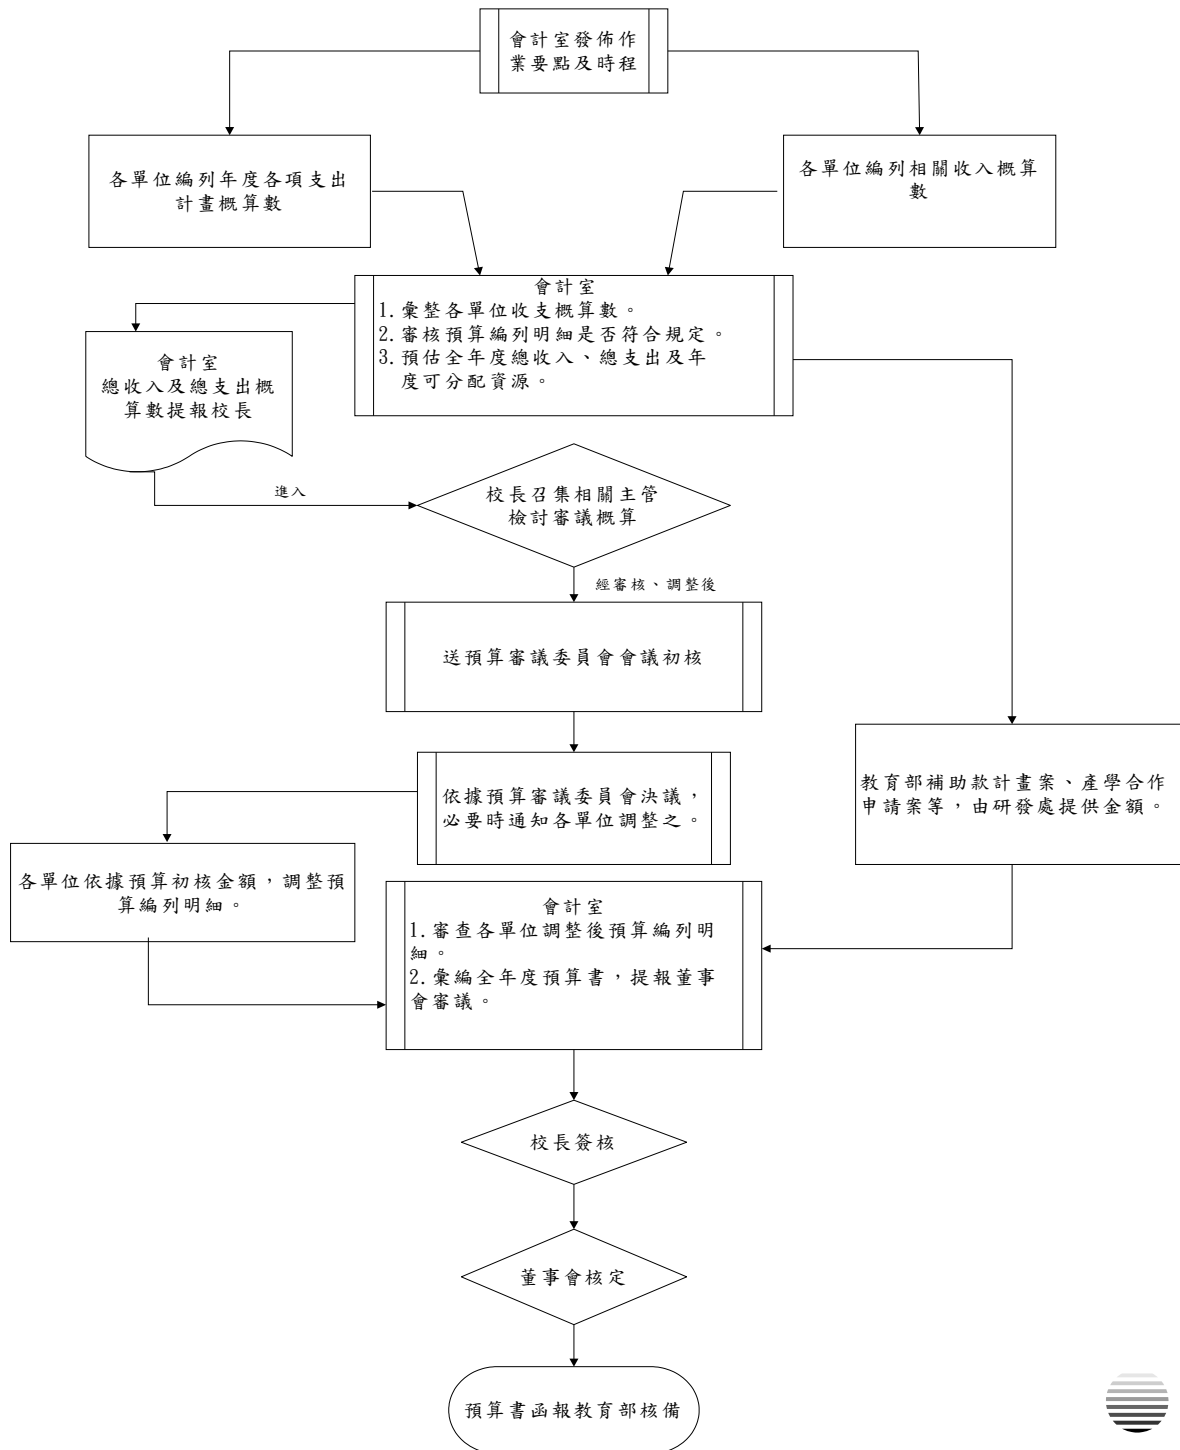 會計室發佈作
業要點及時程
各單位編列年度各項支出
計畫概算數
各單位編列相關收入概算
數
會計室
1.彙整各單位收支概算數。
2.審核預算編列明細是否符合規定。
3.預估全年度總收入、總支出及年
度可分配資源。
會計室
總收入及總支出概
算數提報校長
進入
校長召集相關主管
檢討審議概算
經審核、調整後
送預算審議委員會會議初核
依據預算審議委員會決議，
必要時通知各單位調整之。
教育部補助款計畫案、產學合作
申請案等，由研發處提供金額。
各單位依據預算初核金額，調整預
算編列明細。
會計室
1.審查各單位調整後預算編列明
細。
2.彙編全年度預算書，提報董事
會審議。
校長簽核
董事會核定
預算書函報教育部核備